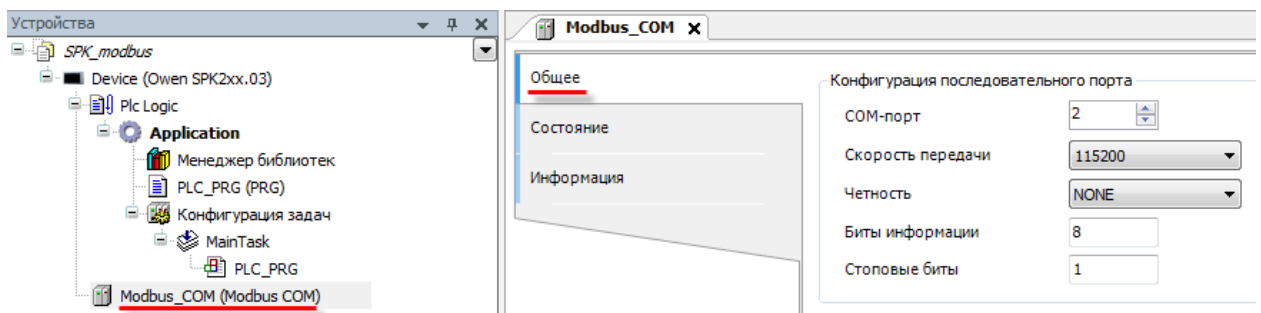 Устройства
SPK_modbus
Device (Owen SPK2xx.03)
Plc Logic
Application
Менеджер библиотек
PLC_PRG (PRG)
Конфигурация задач
MainTask
PLC_PRG
Modbus_COM (Modbus COM)
Modbus_COM
Общее
Состояние
Информация
Конфигурация последовательного порта
COM-порт 2
Скорость передачи 115200
Четность NONE
Биты информации 8
Стоповые биты 1